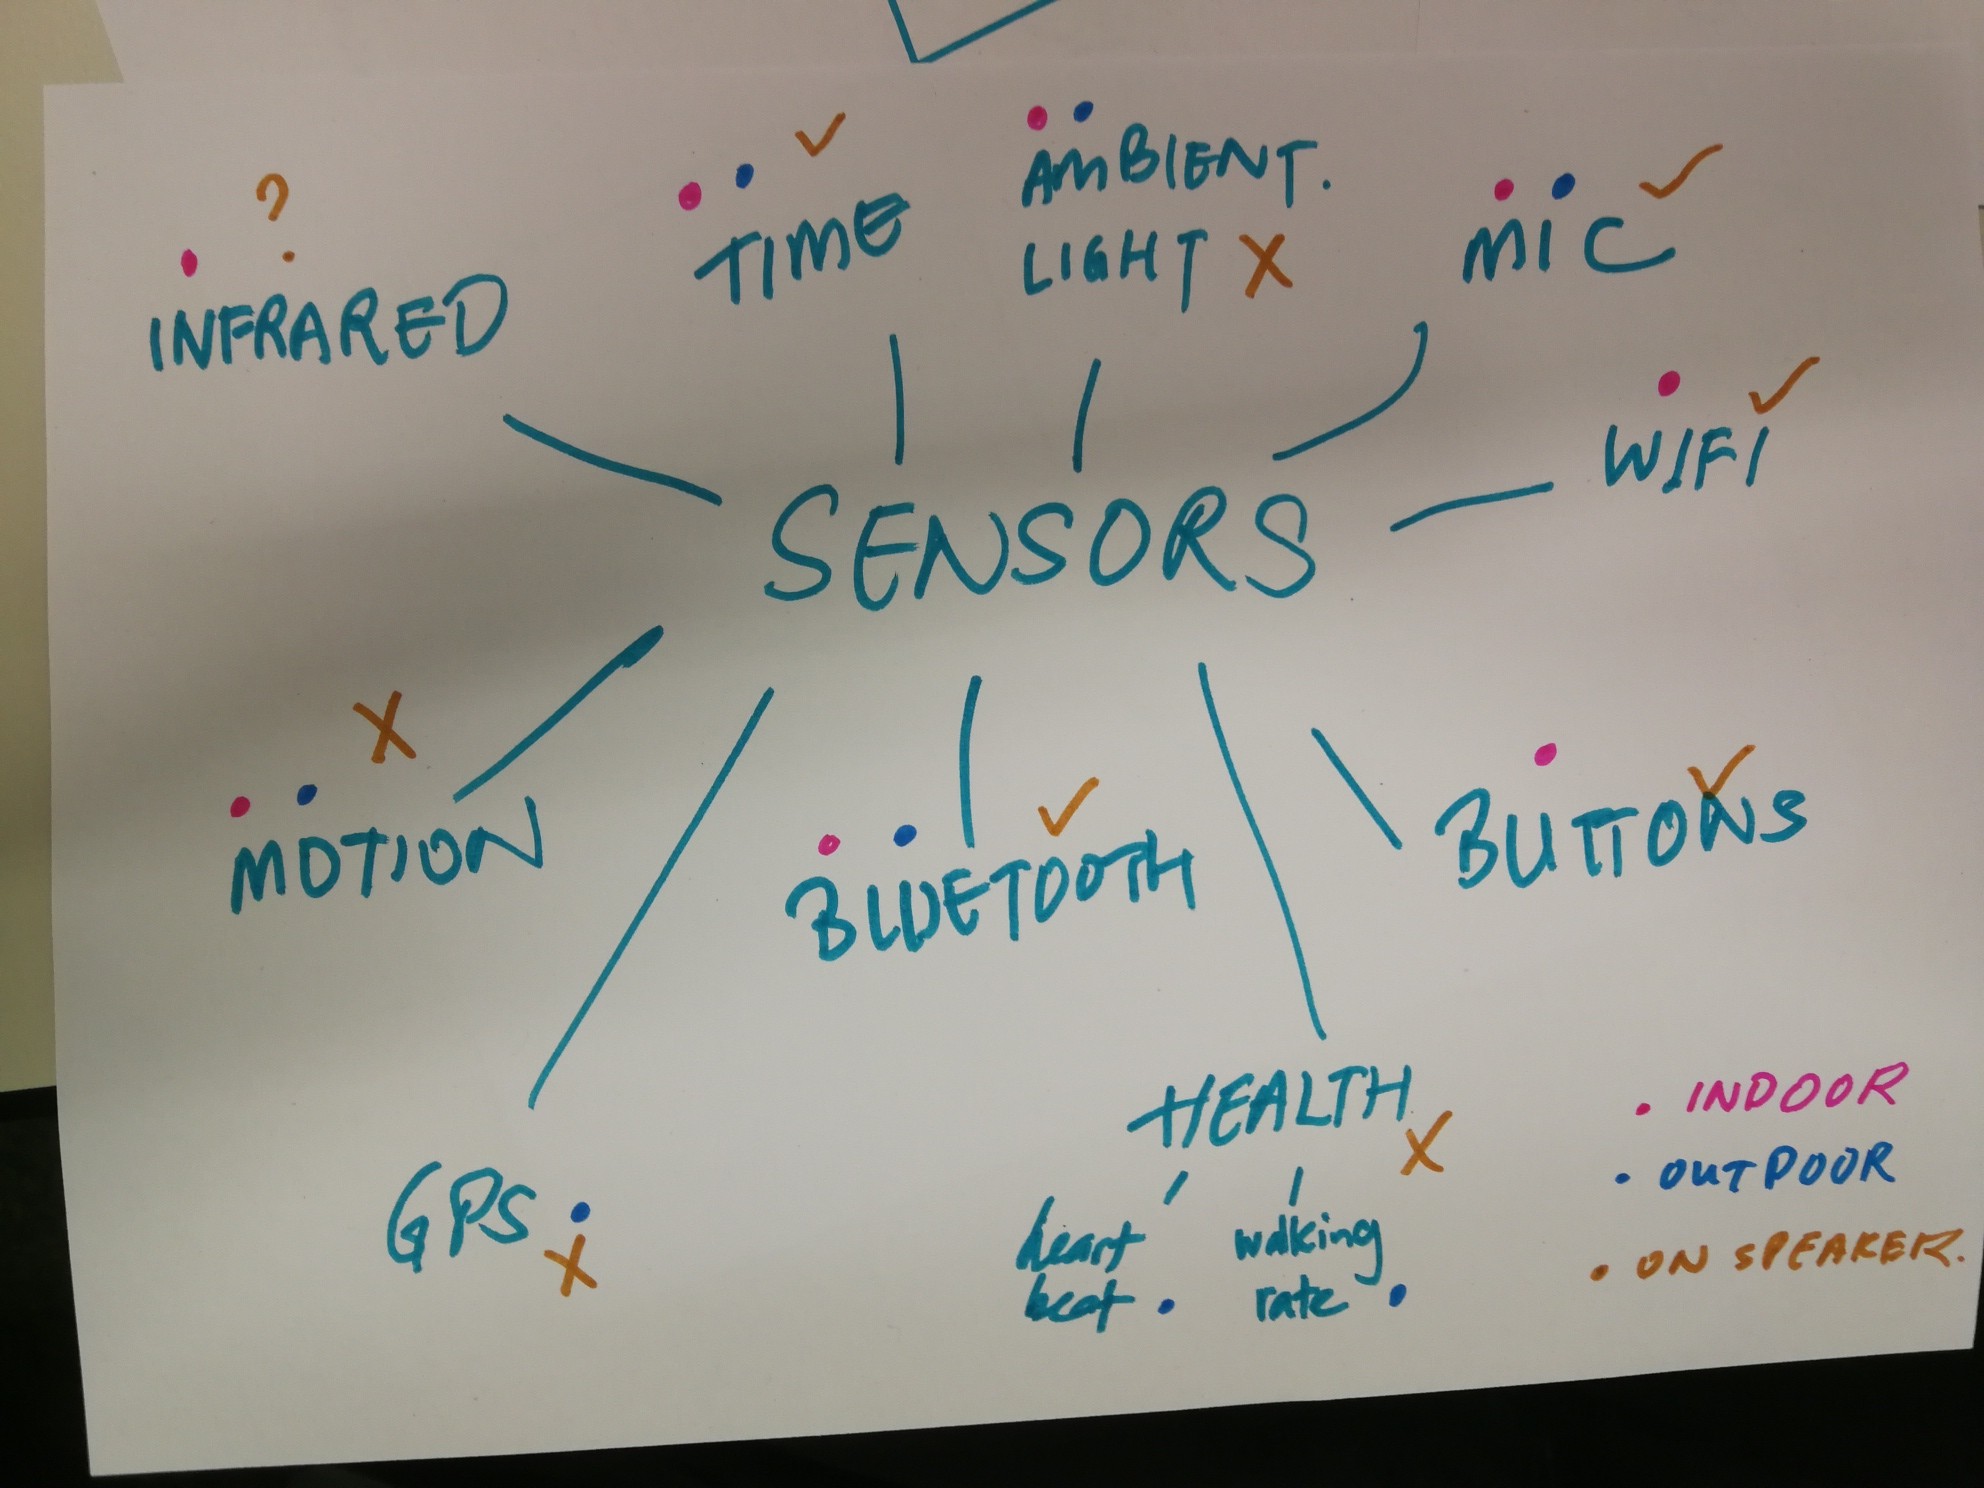 ?
INFRARED
TIME
AMBIENT.
LIGHT X
MIC
WIFI
SENSORS
X
MOTION
BLUETOOTH
BUTTONS
GPS
X
HEALTH
X
heart
beat
walking
rate
• INDOOR
• OUTDOOR
• ON SPEAKER.